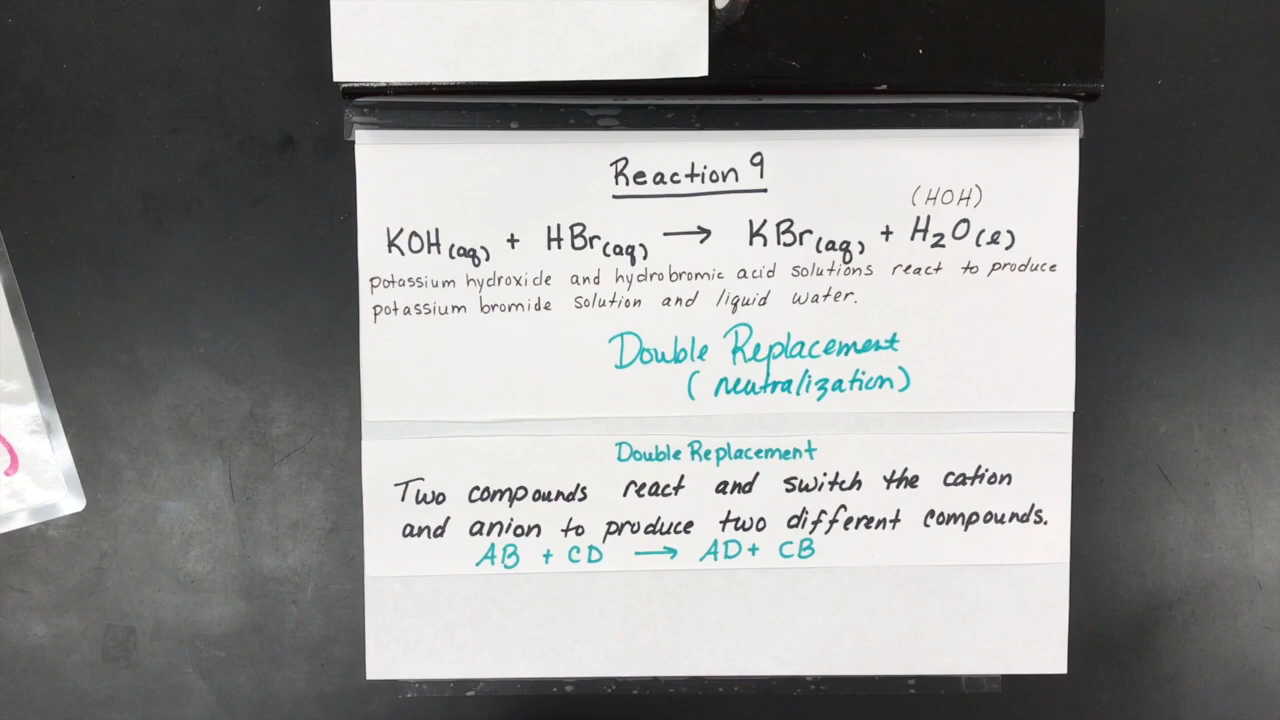 Reaction 9
(HOH)
KOH(aq) + HBr(aq) → KBr(aq) + H₂O(l)
potassium hydroxide and hydrobromic acid solutions react to produce
potassium bromide solution and liquid water.
Double Replacement
(neutralization)
Double Replacement
Two compounds react and switch the cation
and anion to produce two different compounds.
AB + CD → AD + CB